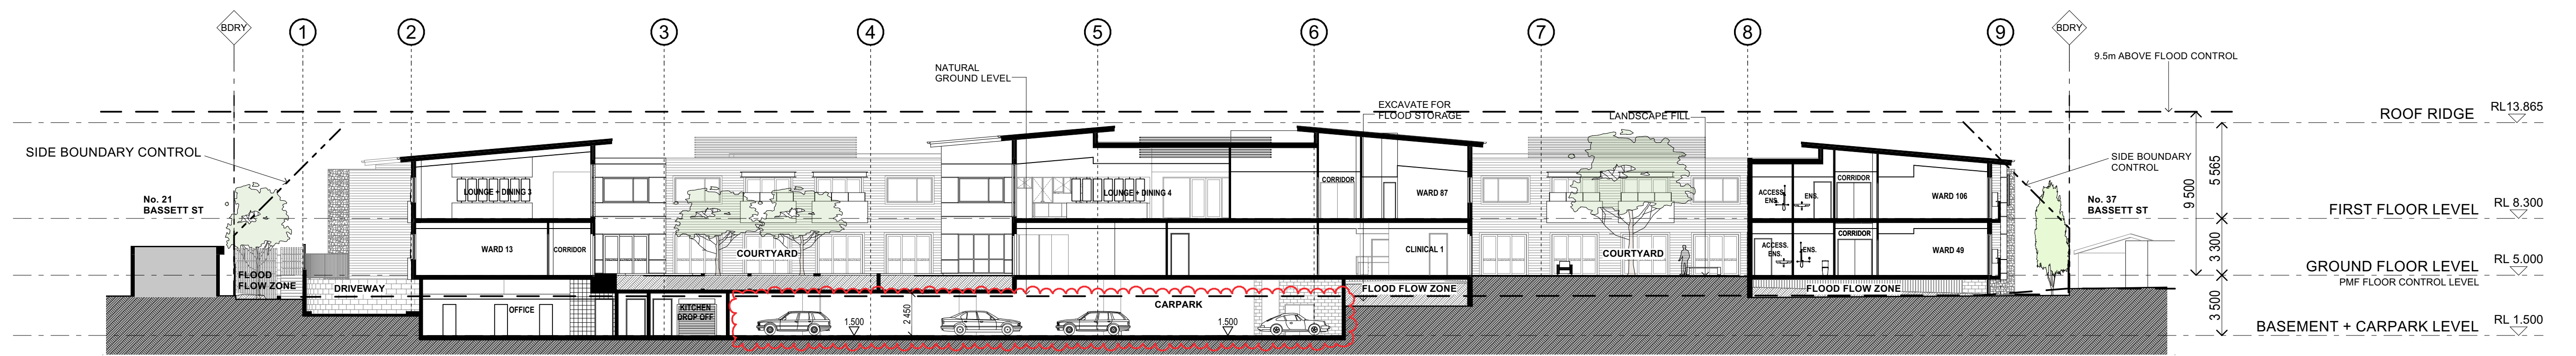 BDRY
1
2
3
4
5
6
7
8
9
BDRY
9.5m ABOVE FLOOD CONTROL
NATURAL
GROUND LEVEL
EXCAVATE FOR
FLOOD STORAGE
LANDSCAPE FILL
ROOF RIDGE
RL13.865
SIDE BOUNDARY CONTROL
SIDE BOUNDARY
CONTROL
No. 21
BASSETT ST
LOUNGE + DINING 3
LOUNGE + DINING 4
CORRIDOR
WARD 87
ACCESS.
ENS.
ENS.
CORRIDOR
WARD 106
No. 37
BASSETT ST
9 500
5 565
FIRST FLOOR LEVEL
RL 8.300
WARD 13
CORRIDOR
COURTYARD
CLINICAL 1
COURTYARD
ACCESS.
ENS.
ENS.
CORRIDOR
WARD 49
3 300
GROUND FLOOR LEVEL
RL 5.000
PMF FLOOR CONTROL LEVEL
FLOOD
FLOW ZONE
DRIVEWAY
FLOOD FLOW ZONE
FLOOD FLOW ZONE
OFFICE
KITCHEN
DROP OFF
CARPARK
1.500
2 450
1.500
3 500
BASEMENT + CARPARK LEVEL
RL 1.500